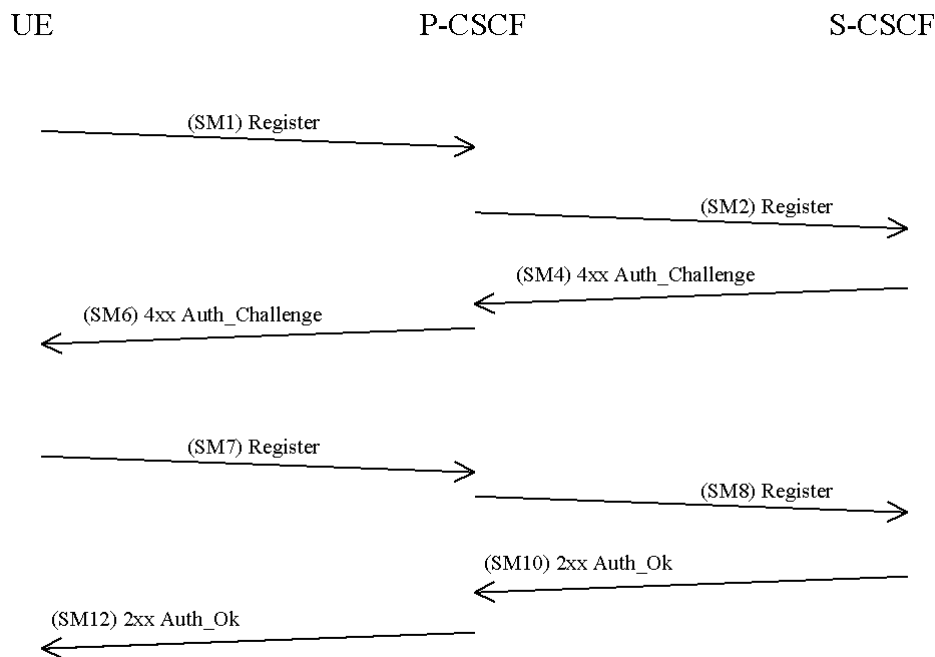 UE P-CSCF S-CSCF
(SM1) Register
(SM2) Register
(SM4) 4xx Auth_Challenge
(SM6) 4xx Auth_Challenge
(SM7) Register
(SM8) Register
(SM10) 2xx Auth_Ok
(SM12) 2xx Auth_Ok